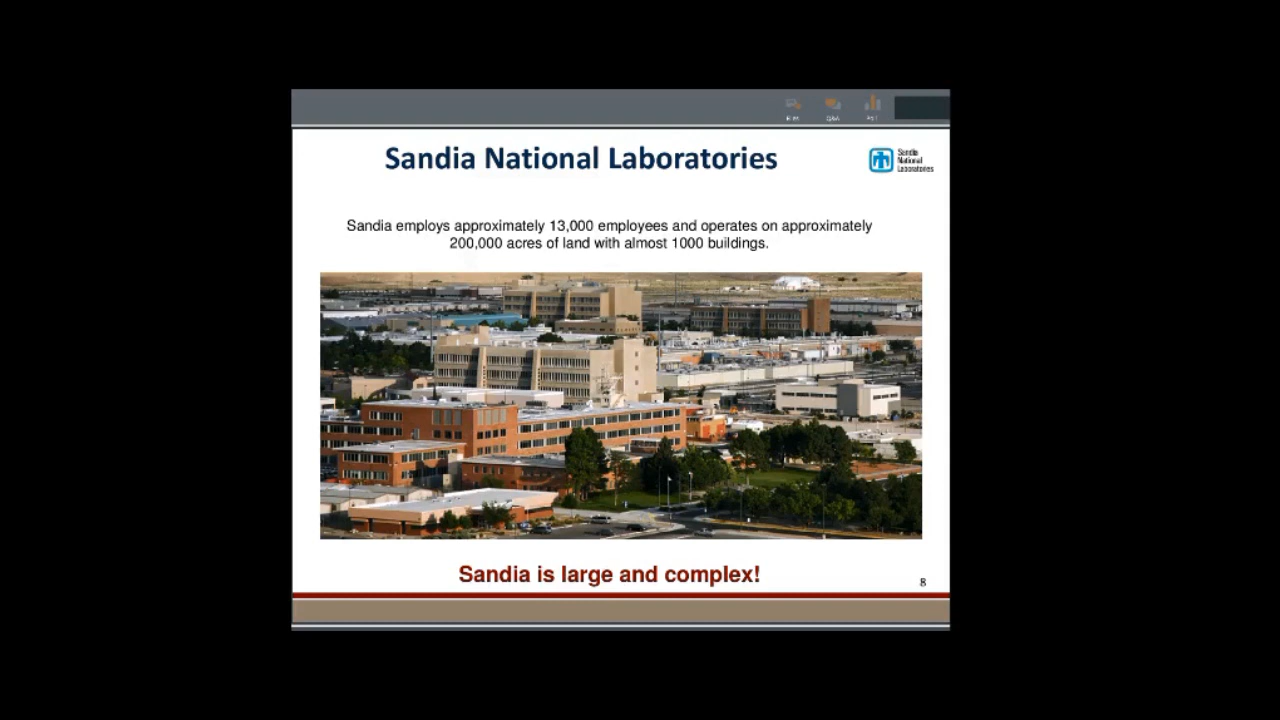 Q&A
Sandia National Laboratories
Sandia
National
Laboratories
Sandia employs approximately 13,000 employees and operates on approximately
200,000 acres of land with almost 1000 buildings.
Sandia is large and complex!
8